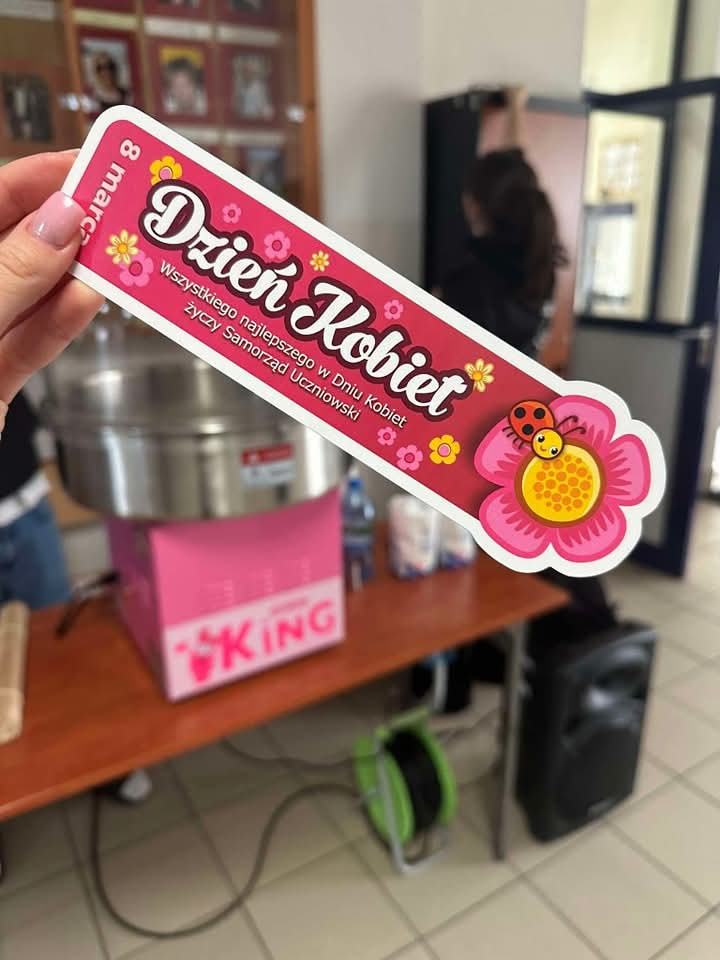 8 marca
Dzień Kobiet
Wszystkiego najlepszego w Dniu Kobiet
życzy Samorząd Uczniowski
KiNG